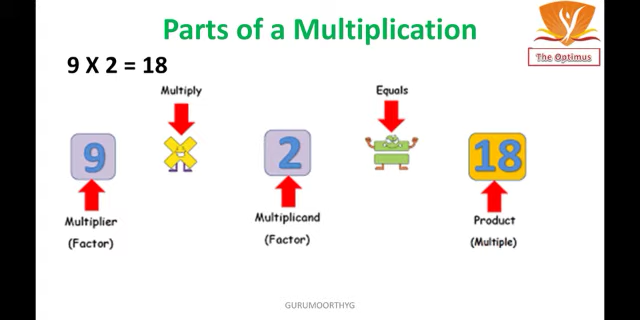 Parts of a Multiplication
The Optimus
9 X 2 = 18
Multiply
Equals
9
2
18
Multiplier
(Factor)
Multiplicand
(Factor)
Product
(Multiple)
GURUMOORTHYG